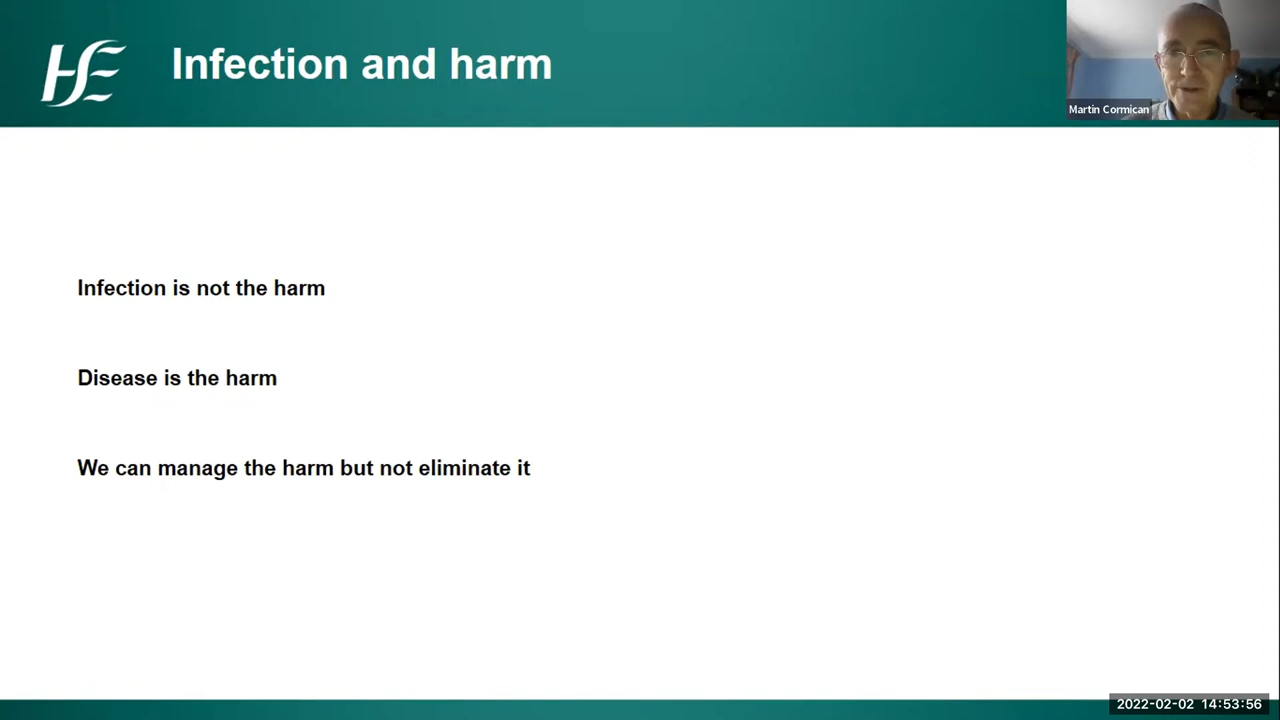 HSE
Infection and harm
Martin Cormican
Infection is not the harm
Disease is the harm
We can manage the harm but not eliminate it
2022-02-02 14:53:56